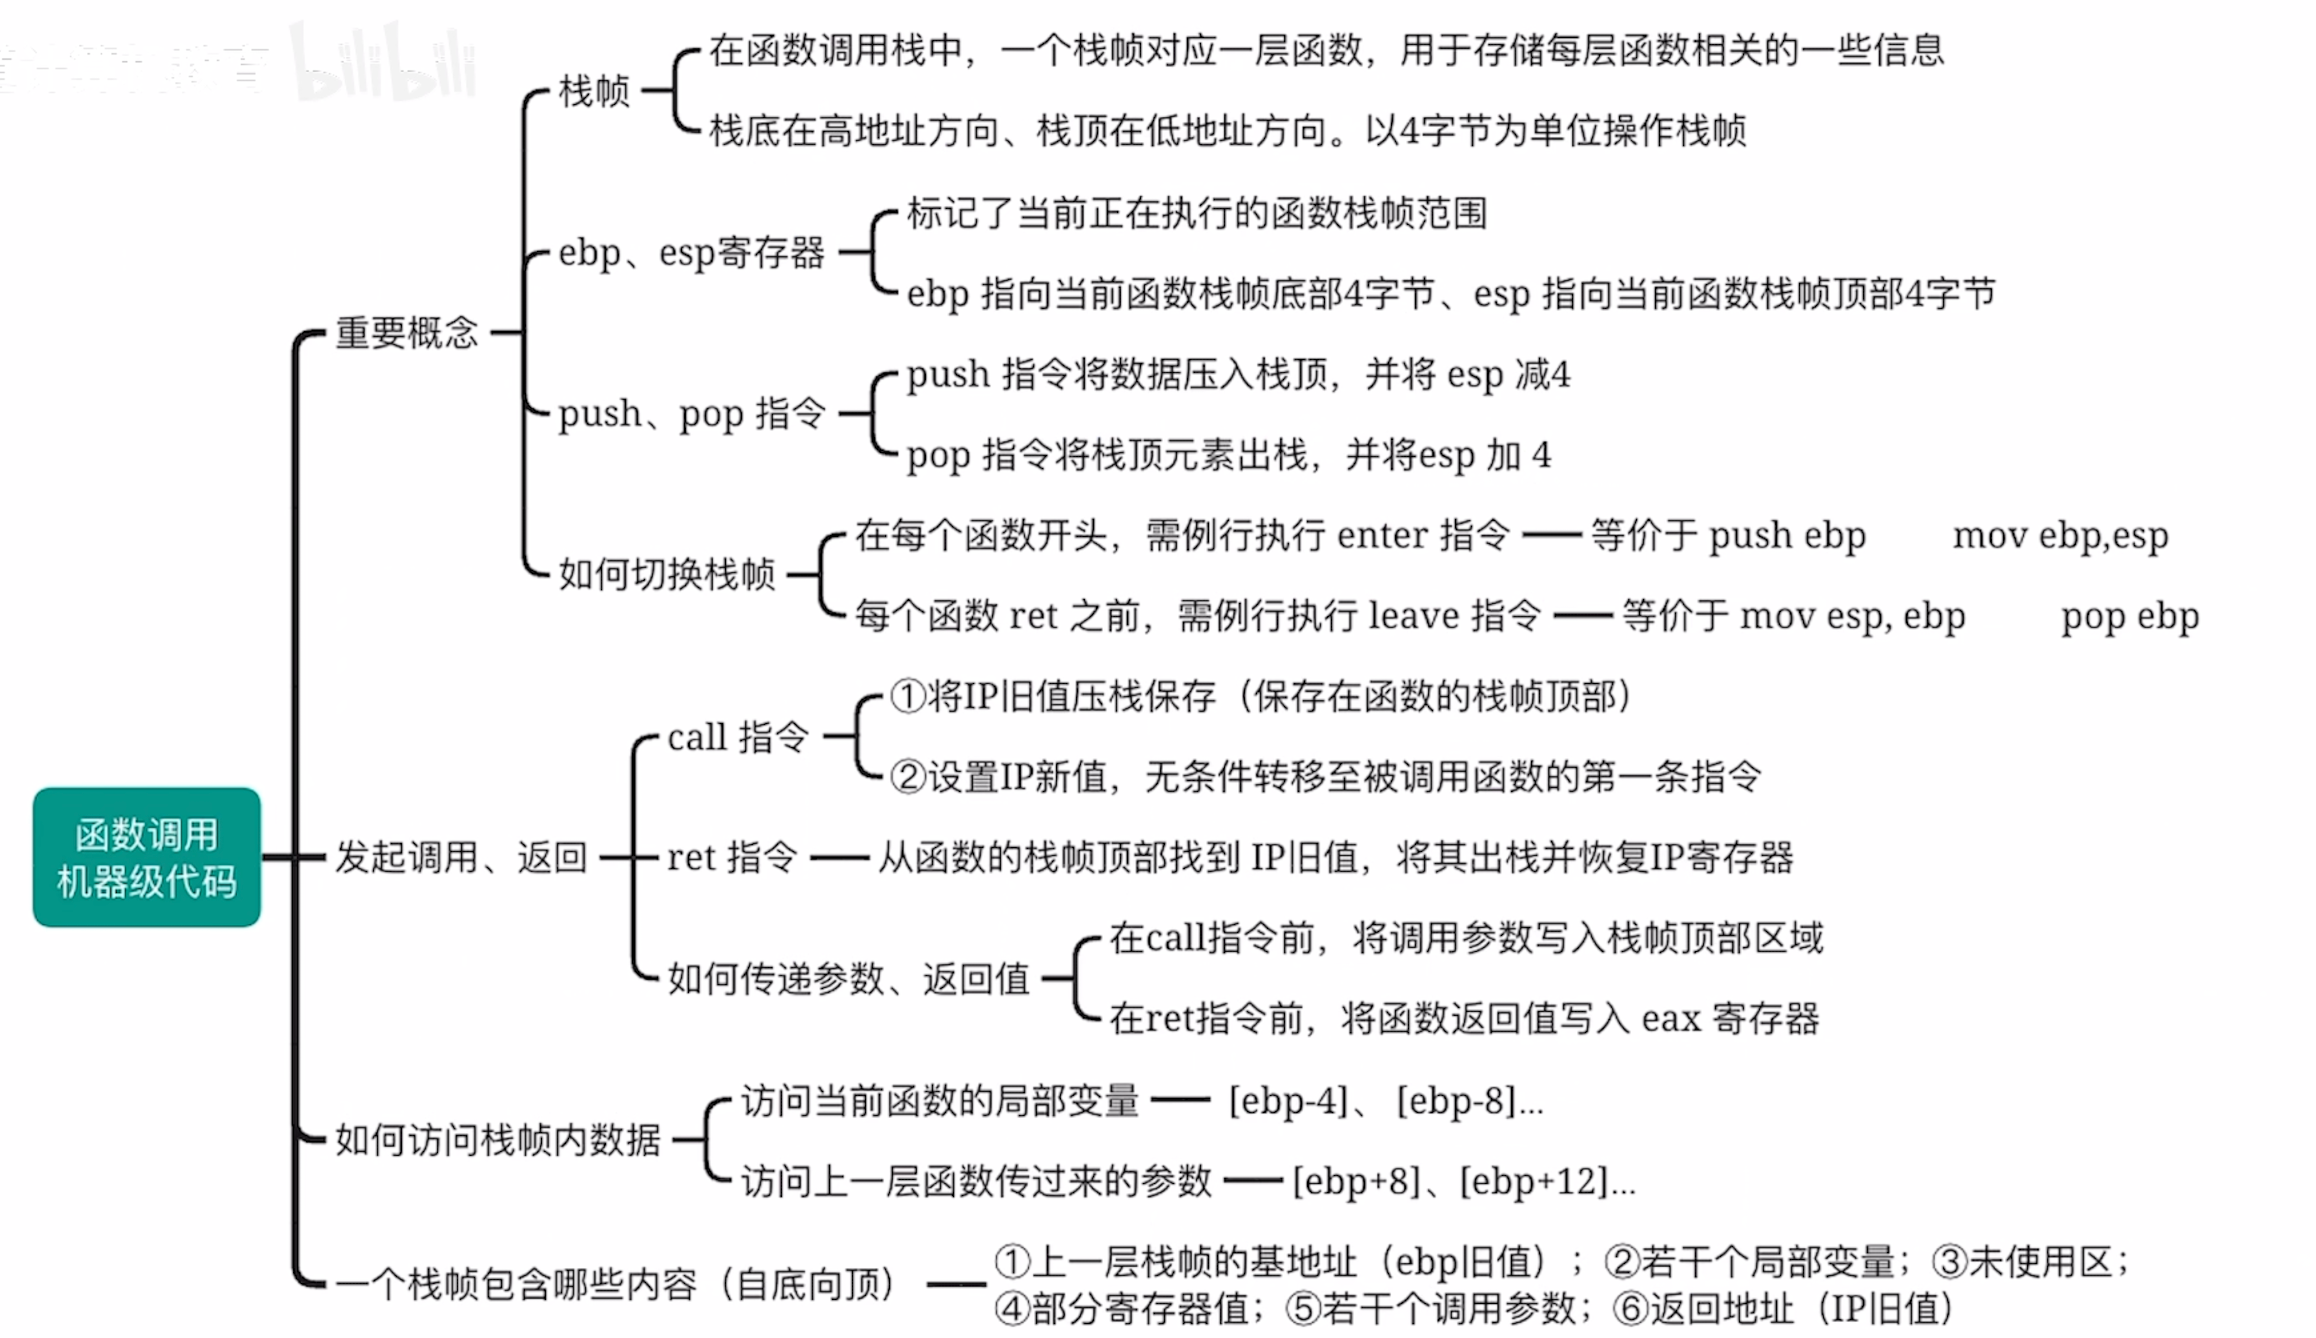 bilibili
在函数调用栈中，一个栈帧对应一层函数，用于存储每层函数相关的一些信息
栈帧
栈底在高地址方向、栈顶在低地址方向。以4字节为单位操作栈帧
标记了当前正在执行的函数栈帧范围
ebp、esp寄存器
ebp 指向当前函数栈帧底部4字节、esp 指向当前函数栈帧顶部4字节
重要概念
push 指令将数据压入栈顶，并将 esp 减4
push、pop 指令
pop 指令将栈顶元素出栈，并将esp 加 4
在每个函数开头，需例行执行 enter 指令 等价于 push ebp mov ebp,esp
如何切换栈帧
每个函数 ret 之前，需例行执行 leave 指令 等价于 mov esp, ebp pop ebp
①将IP旧值压栈保存（保存在函数的栈帧顶部）
call 指令
②设置IP新值，无条件转移至被调用函数的第一条指令
函数调用
机器级代码
发起调用、返回
ret 指令 从函数的栈帧顶部找到 IP旧值，将其出栈并恢复IP寄存器
在call指令前，将调用参数写入栈帧顶部区域
如何传递参数、返回值
在ret指令前，将函数返回值写入 eax 寄存器
访问当前函数的局部变量 [ebp-4]、 [ebp-8]...
如何访问栈帧内数据
访问上一层函数传过来的参数 [ebp+8]、[ebp+12]...
一个栈帧包含哪些内容（自底向顶）
①上一层栈帧的基地址（ebp旧值）；②若干个局部变量；③未使用区；
④部分寄存器值；⑤若干个调用参数；⑥返回地址（IP旧值）